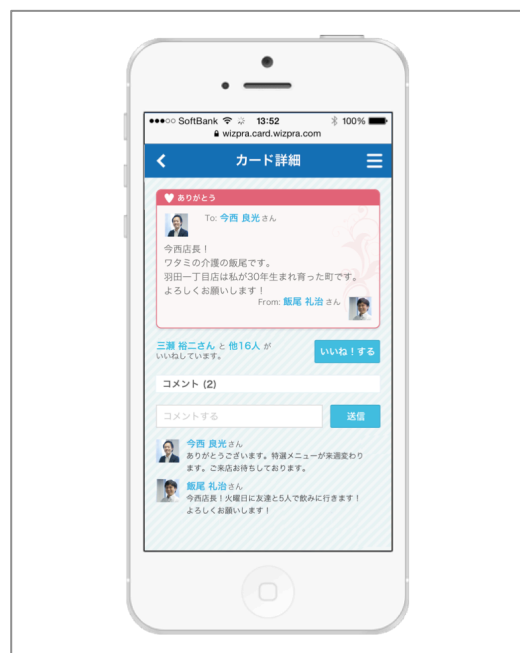 SoftBank 13:52 100%
wizpra.card.wizpra.com
カード詳細
ありがとう
To: 今西 良光さん
今西店長！
ワタミの介護の飯尾です。
羽田一丁目店は私が30年生まれ育った町です。
よろしくお願いします！
From: 飯尾 礼治 さん
三瀬 裕二さん と 他16人 が
いいねしています。
いいね！する
コメント (2)
コメントする
送信
今西 良光さん
ありがとうございます。特選メニューが来週変わり
ます。ご来店お待ちしております。
飯尾 礼治さん
今西店長！火曜日に友達と5人で飲みに行きます！
よろしくお願いします！